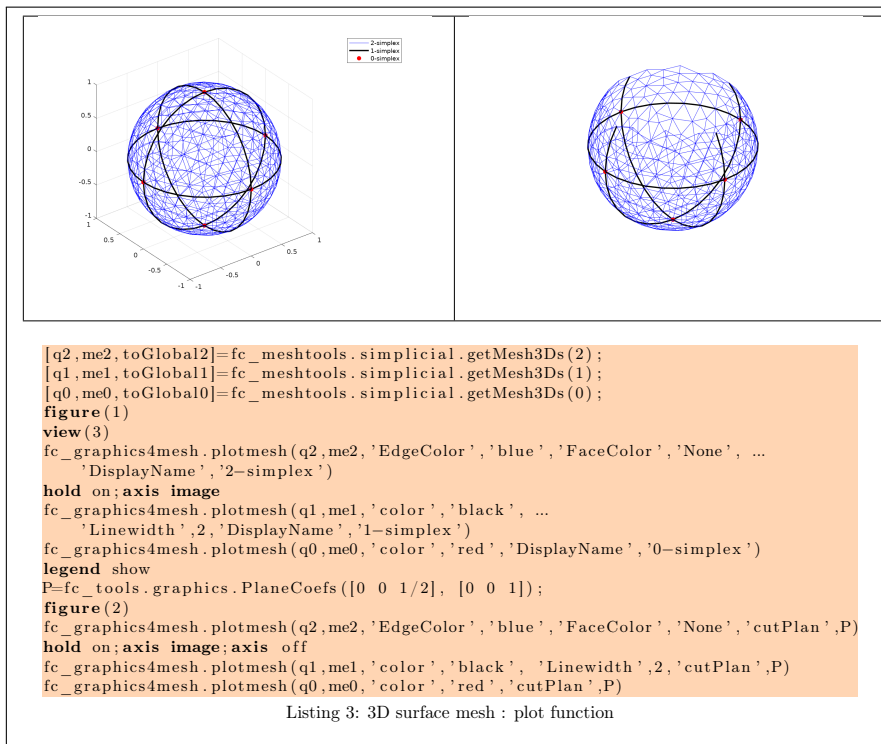 2-simplex
1-simplex
0-simplex
1
0.5
0
-0.5
-1
1
0.5
0
-0.5
-1
-1
-0.5
0
0.5
1
[q2,me2,toGlobal2]=fc_meshtools.simplicial.getMesh3Ds(2);
[q1,me1,toGlobal1]=fc_meshtools.simplicial.getMesh3Ds(1);
[q0,me0,toGlobal0]=fc_meshtools.simplicial.getMesh3Ds(0);
figure(1)
view(3)
fc_graphics4mesh.plotmesh(q2,me2,'EdgeColor','blue','FaceColor','None', ...
'DisplayName','2−simplex')
hold on;axis image
fc_graphics4mesh.plotmesh(q1,me1,'color','black', ...
'Linewidth',2,'DisplayName','1−simplex')
fc_graphics4mesh.plotmesh(q0,me0,'color','red','DisplayName','0−simplex')
legend show
P=fc_tools.graphics.PlaneCoefs([0 0 1/2], [0 0 1]);
figure(2)
fc_graphics4mesh.plotmesh(q2,me2,'EdgeColor','blue','FaceColor','None','cutPlan',P)
hold on;axis image;axis off
fc_graphics4mesh.plotmesh(q1,me1,'color','black', 'Linewidth',2,'cutPlan',P)
fc_graphics4mesh.plotmesh(q0,me0,'color','red','cutPlan',P)
Listing 3: 3D surface mesh : plot function